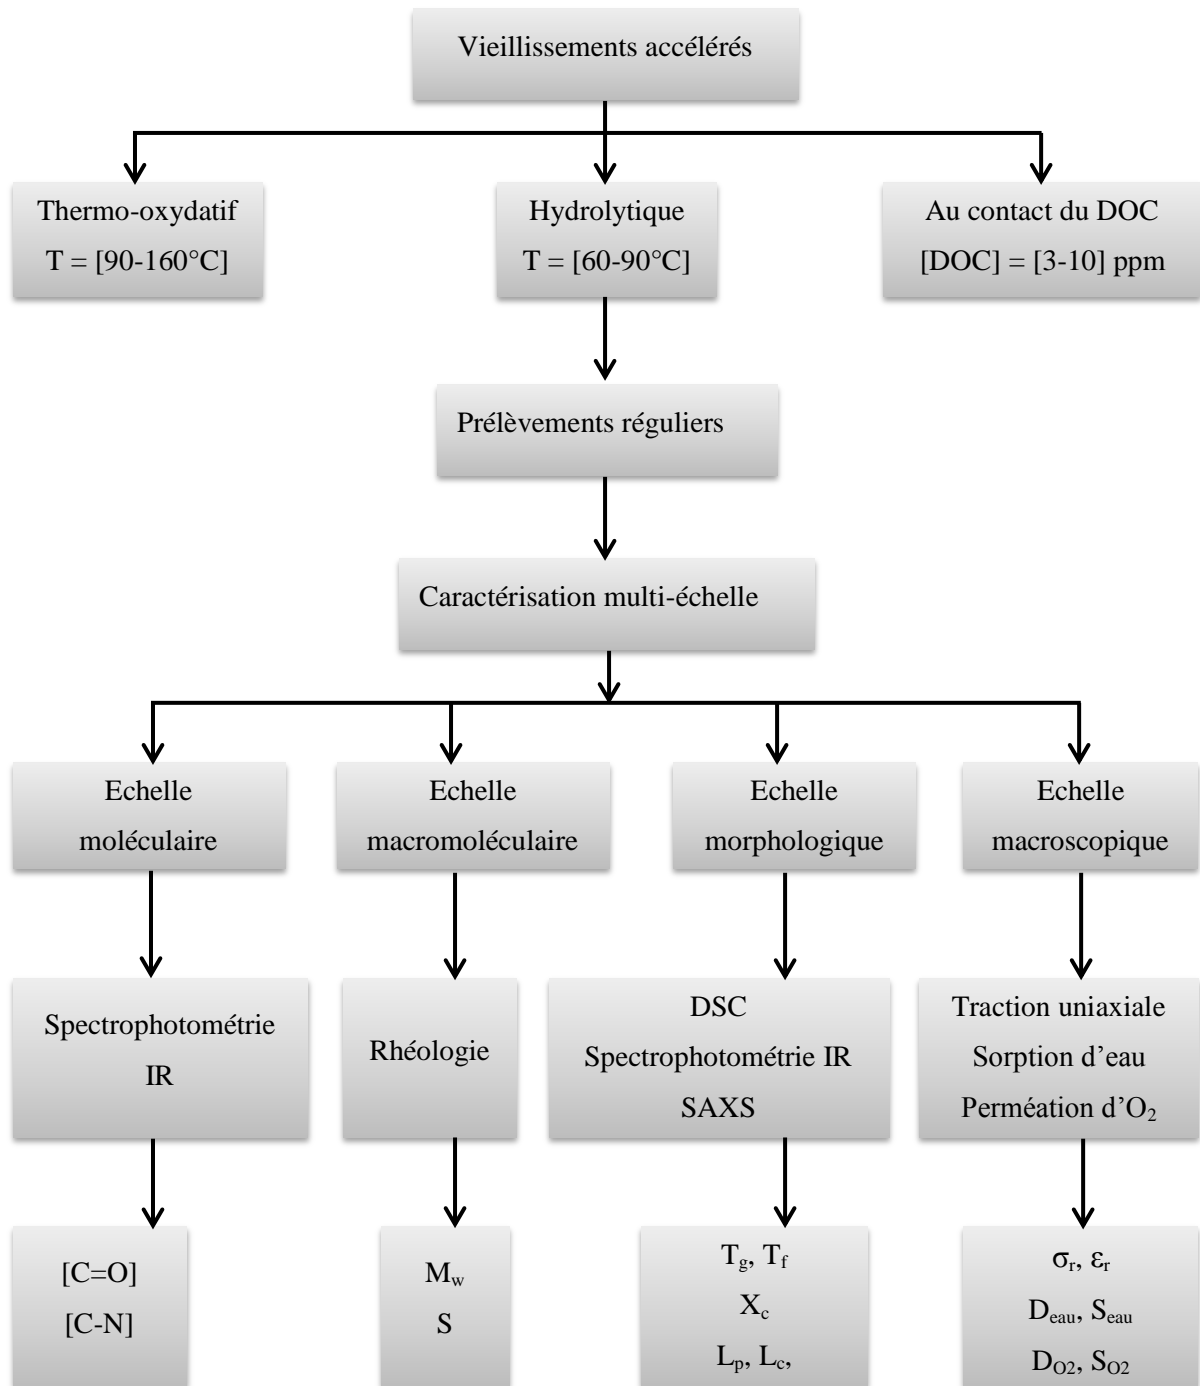 Vieillissements accélérés
Thermo-oxydatif
T = [90-160°C]
Hydrolytique
T = [60-90°C]
Au contact du DOC
[DOC] = [3-10] ppm
Prélèvements réguliers
Caractérisation multi-échelle
Echelle
moléculaire
Echelle
macromoléculaire
Echelle
morphologique
Echelle
macroscopique
Spectrophotométrie
IR
Rhéologie
DSC
Spectrophotométrie IR
SAXS
Traction uniaxiale
Sorption d’eau
Perméation d’O₂
[C=O]
[C-N]
Mw
S
Tg, Tf
Xc
Lp, Lc,
σr, εr
Deau, Seau
DO2, SO2